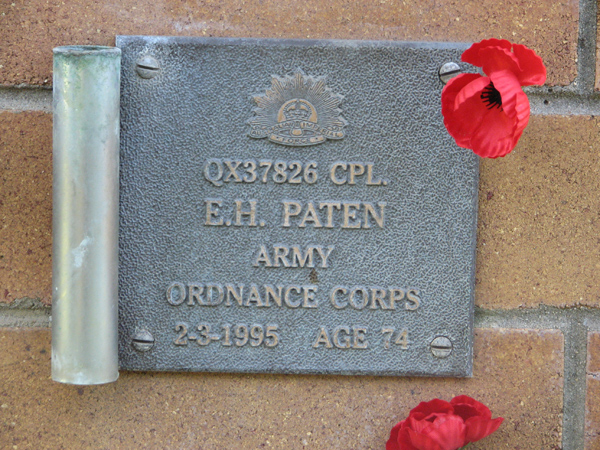 QX37826 CPL.
E.H. PATEN
ARMY
ORDNANCE CORPS
2-3-1995 AGE 74